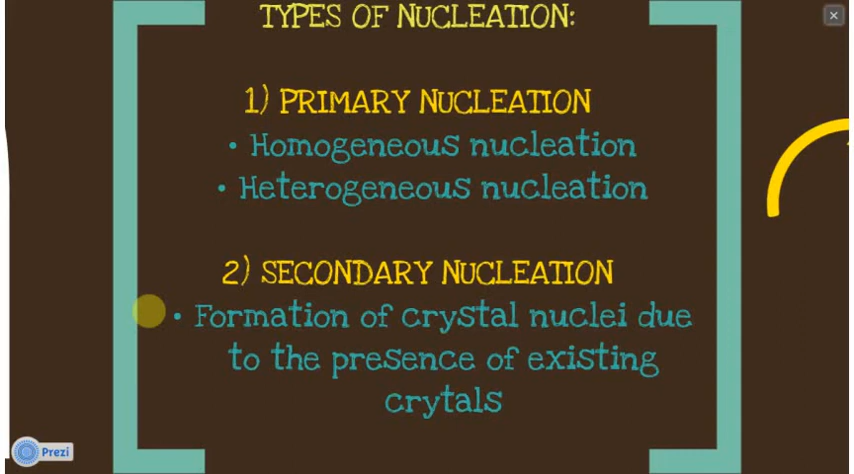 TYPES OF NUCLEATION:
1) PRIMARY NUCLEATION
• Homogeneous nucleation
• Heterogeneous nucleation
2) SECONDARY NUCLEATION
• Formation of crystal nuclei due
to the presence of existing
crytals
Prezi